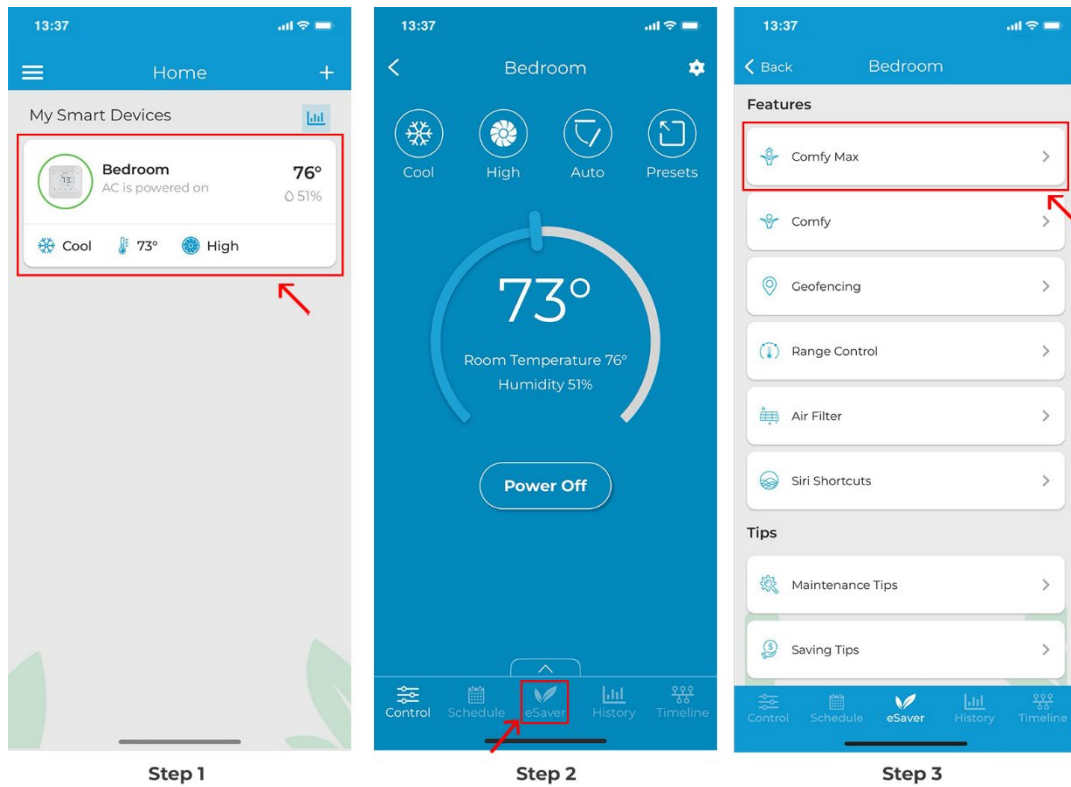 13:37
Home
My Smart Devices
Bedroom
AC is powered on
76°
51%
Cool
73°
High
Step 1
13:37
Bedroom
Cool
High
Auto
Presets
73°
Room Temperature 76°
Humidity 51%
Power Off
Control
Schedule
eSaver
History
Timeline
Step 2
13:37
Back
Bedroom
Features
Comfy Max
Comfy
Geofencing
Range Control
Air Filter
Siri Shortcuts
Tips
Maintenance Tips
Saving Tips
Control
Schedule
eSaver
History
Timeline
Step 3